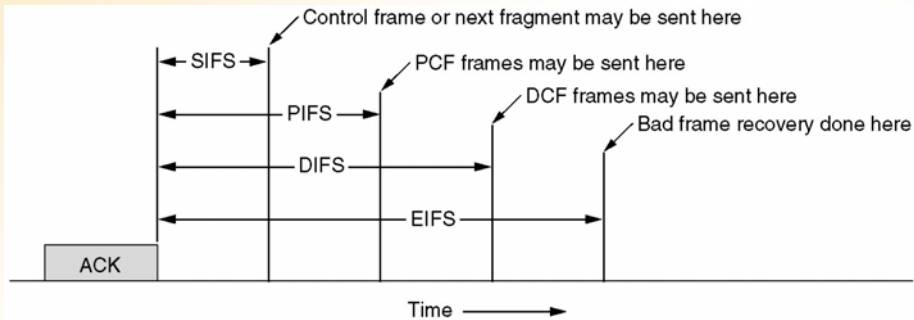 Control frame or next fragment may be sent here
SIFS
PCF frames may be sent here
PIFS
DCF frames may be sent here
Bad frame recovery done here
DIFS
EIFS
ACK
Time